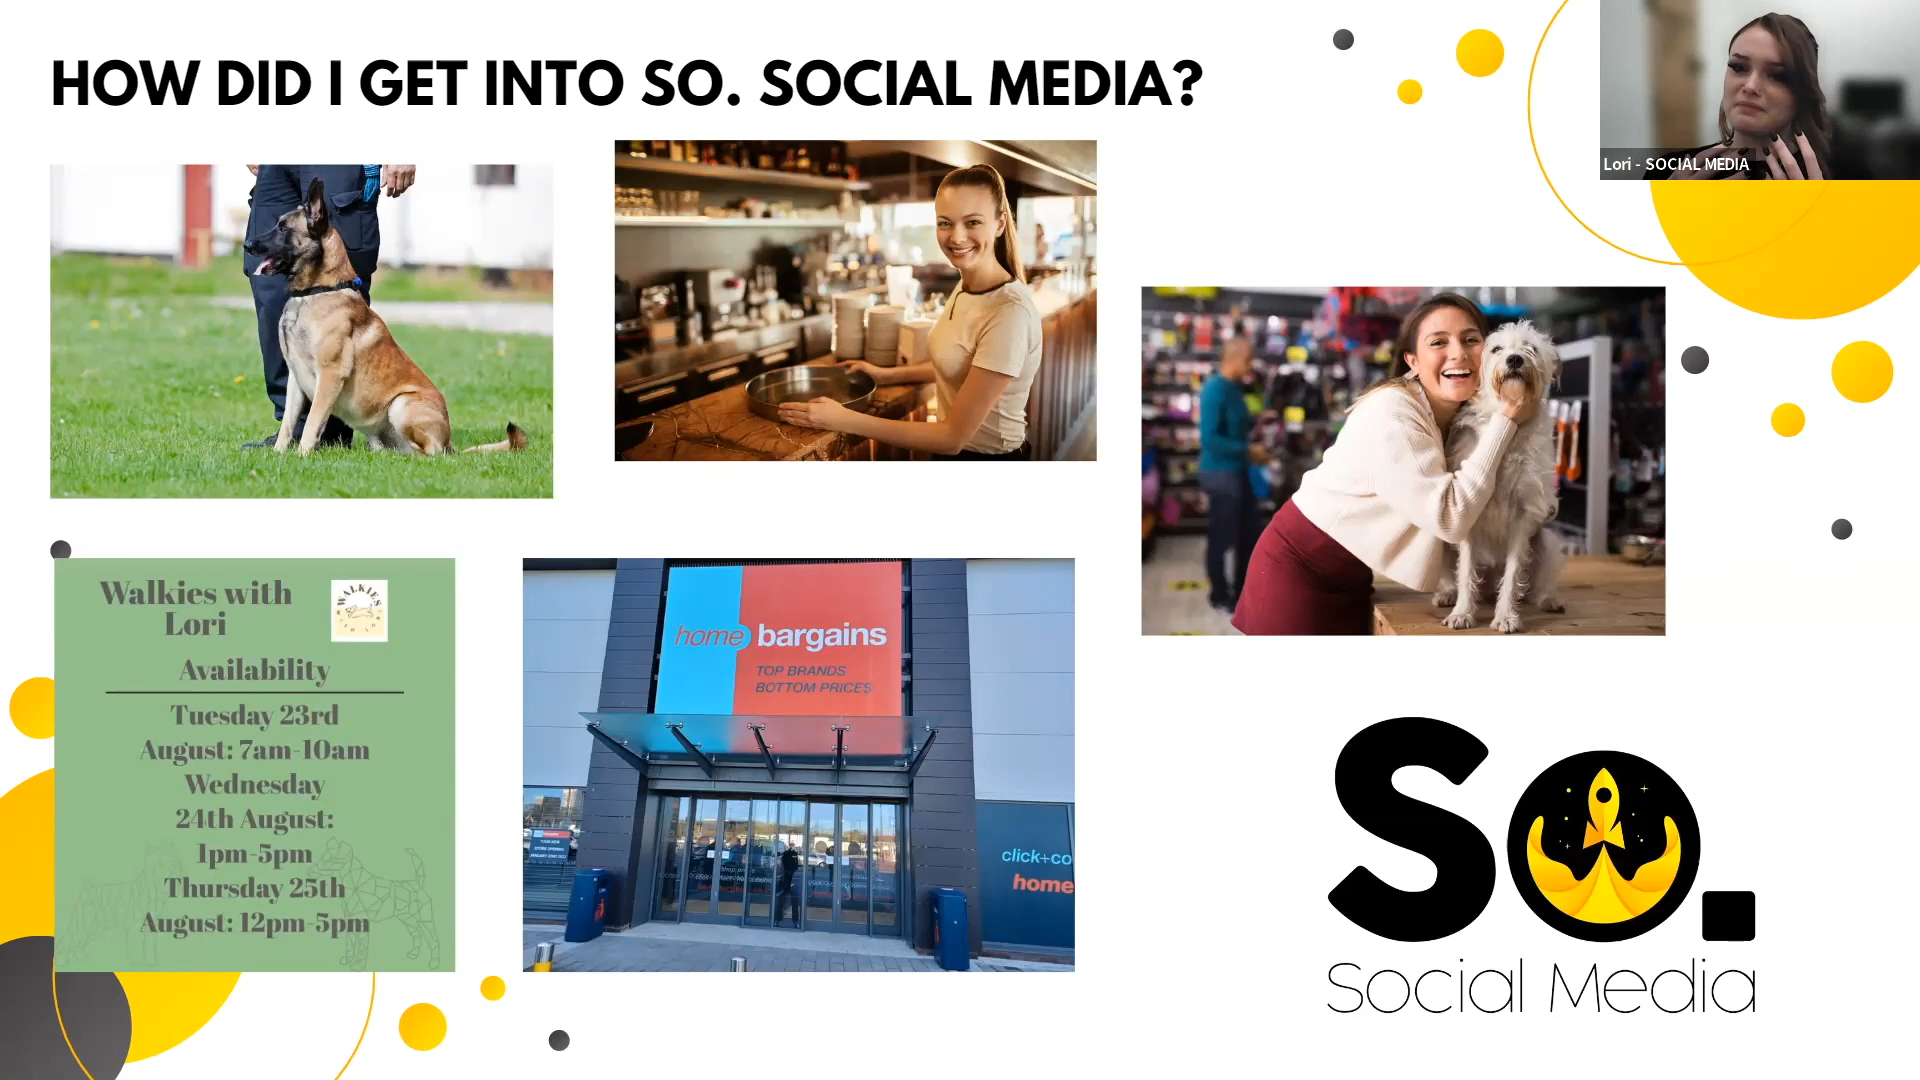 HOW DID I GET INTO SO. SOCIAL MEDIA?
Lori - SOCIAL MEDIA
Walkies with
Lori
WALKIES
Availability
Tuesday 23rd
August: 7am-10am
Wednesday
24th August:
1pm-5pm
Thursday 25th
August: 12pm-5pm
home bargains
TOP BRANDS
BOTTOM PRICES
click+co
home
So.
Social Media